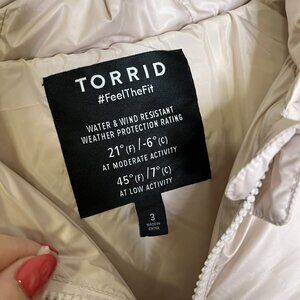 TORRID
#FeelTheFit
WATER & WIND RESISTANT
WEATHER PROTECTION RATING
21°(F)/-6°(C)
AT MODERATE ACTIVITY
45°(F)/7°(C)
AT LOW ACTIVITY
3
MADE IN
CHINA